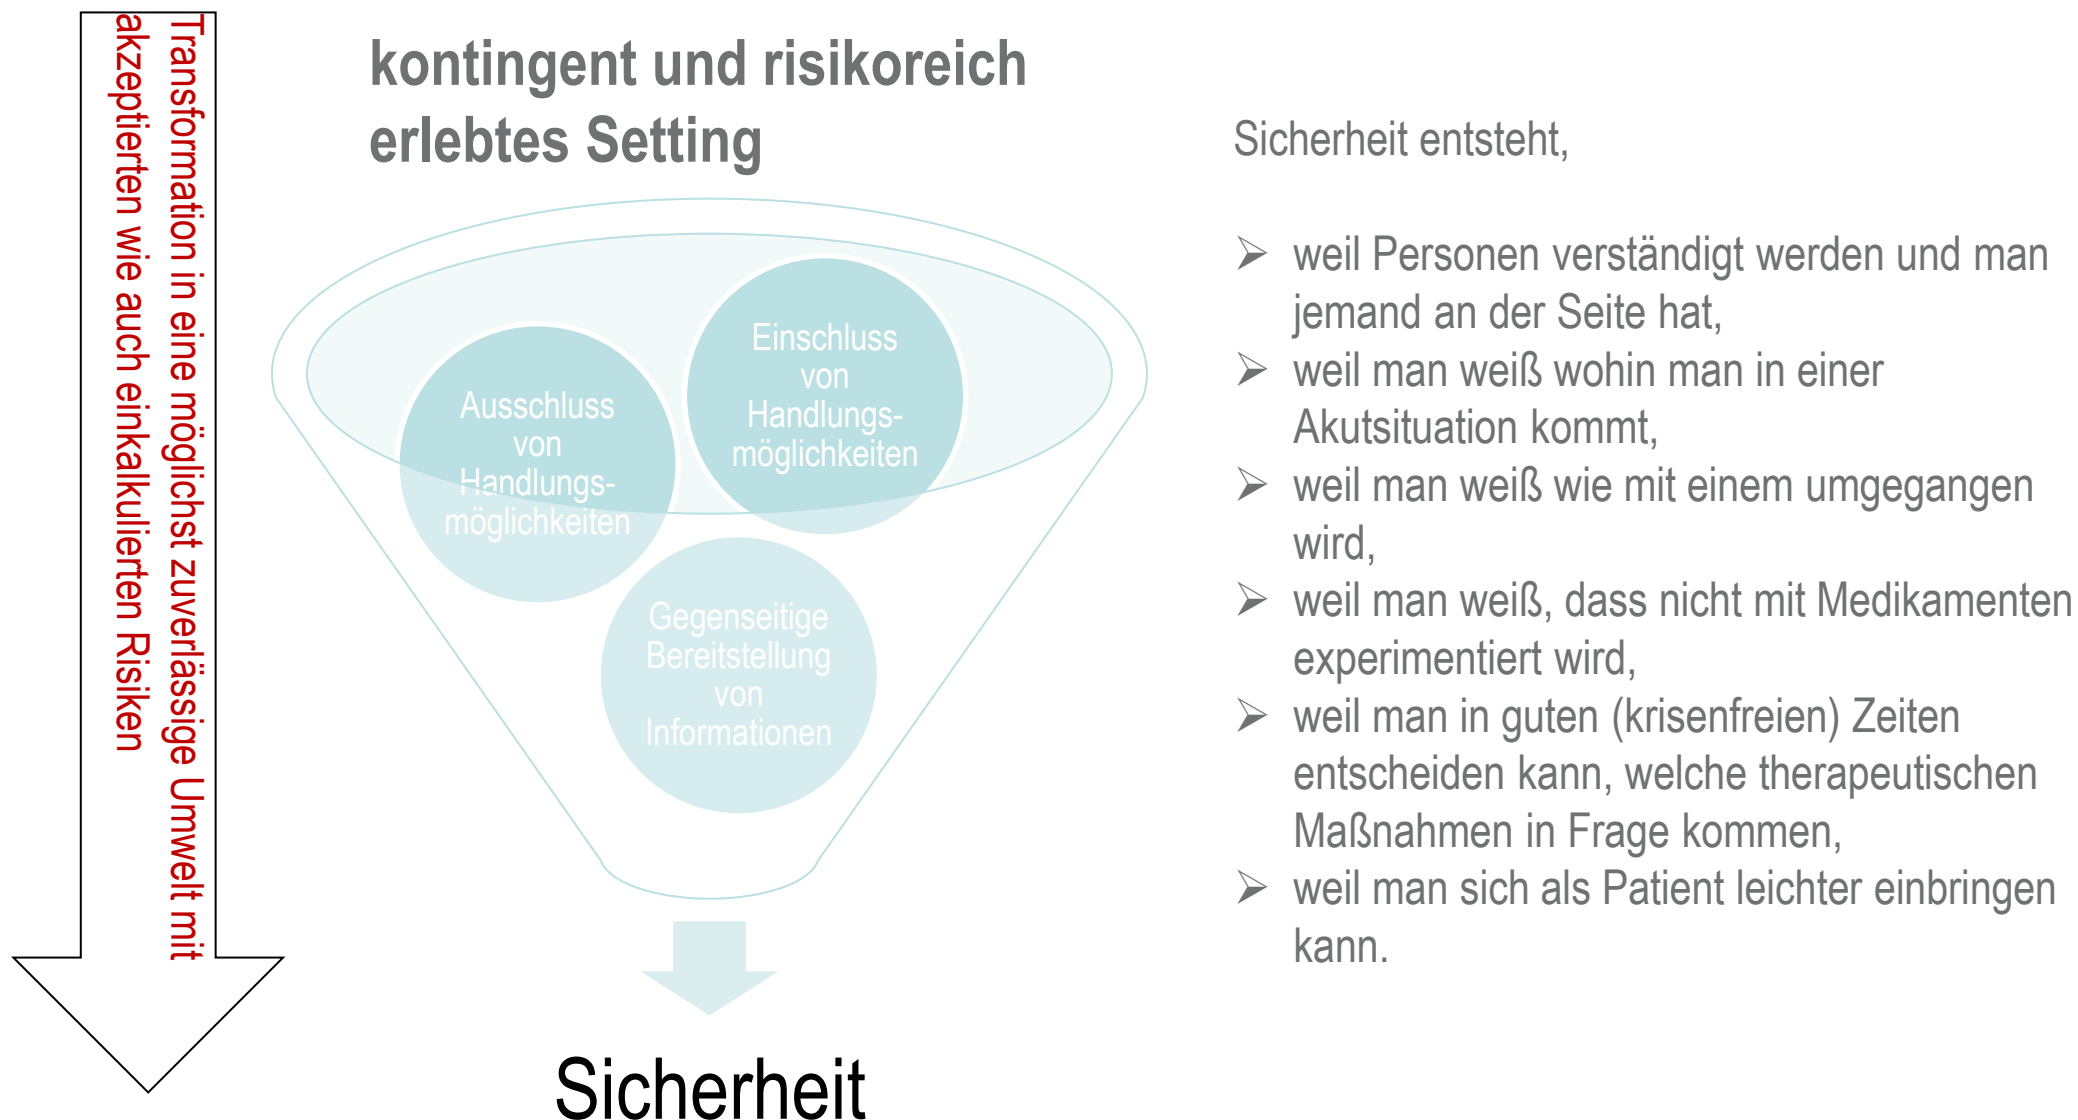 Transformation in eine möglichst zuverlässige Umwelt mit
akzeptierten wie auch einkalkulierten Risiken
kontingent und risikoreich
erlebtes Setting
Ausschluss
von
Handlungs-
möglichkeiten
Einschluss
von
Handlungs-
möglichkeiten
Gegenseitige
Bereitstellung
von
Informationen
Sicherheit
Sicherheit entsteht,
➢ weil Personen verständigt werden und man
jemand an der Seite hat,
➢ weil man weiß wohin man in einer
Akutsituation kommt,
➢ weil man weiß wie mit einem umgegangen
wird,
➢ weil man weiß, dass nicht mit Medikamenten
experimentiert wird,
➢ weil man in guten (krisenfreien) Zeiten
entscheiden kann, welche therapeutischen
Maßnahmen in Frage kommen,
➢ weil man sich als Patient leichter einbringen
kann.